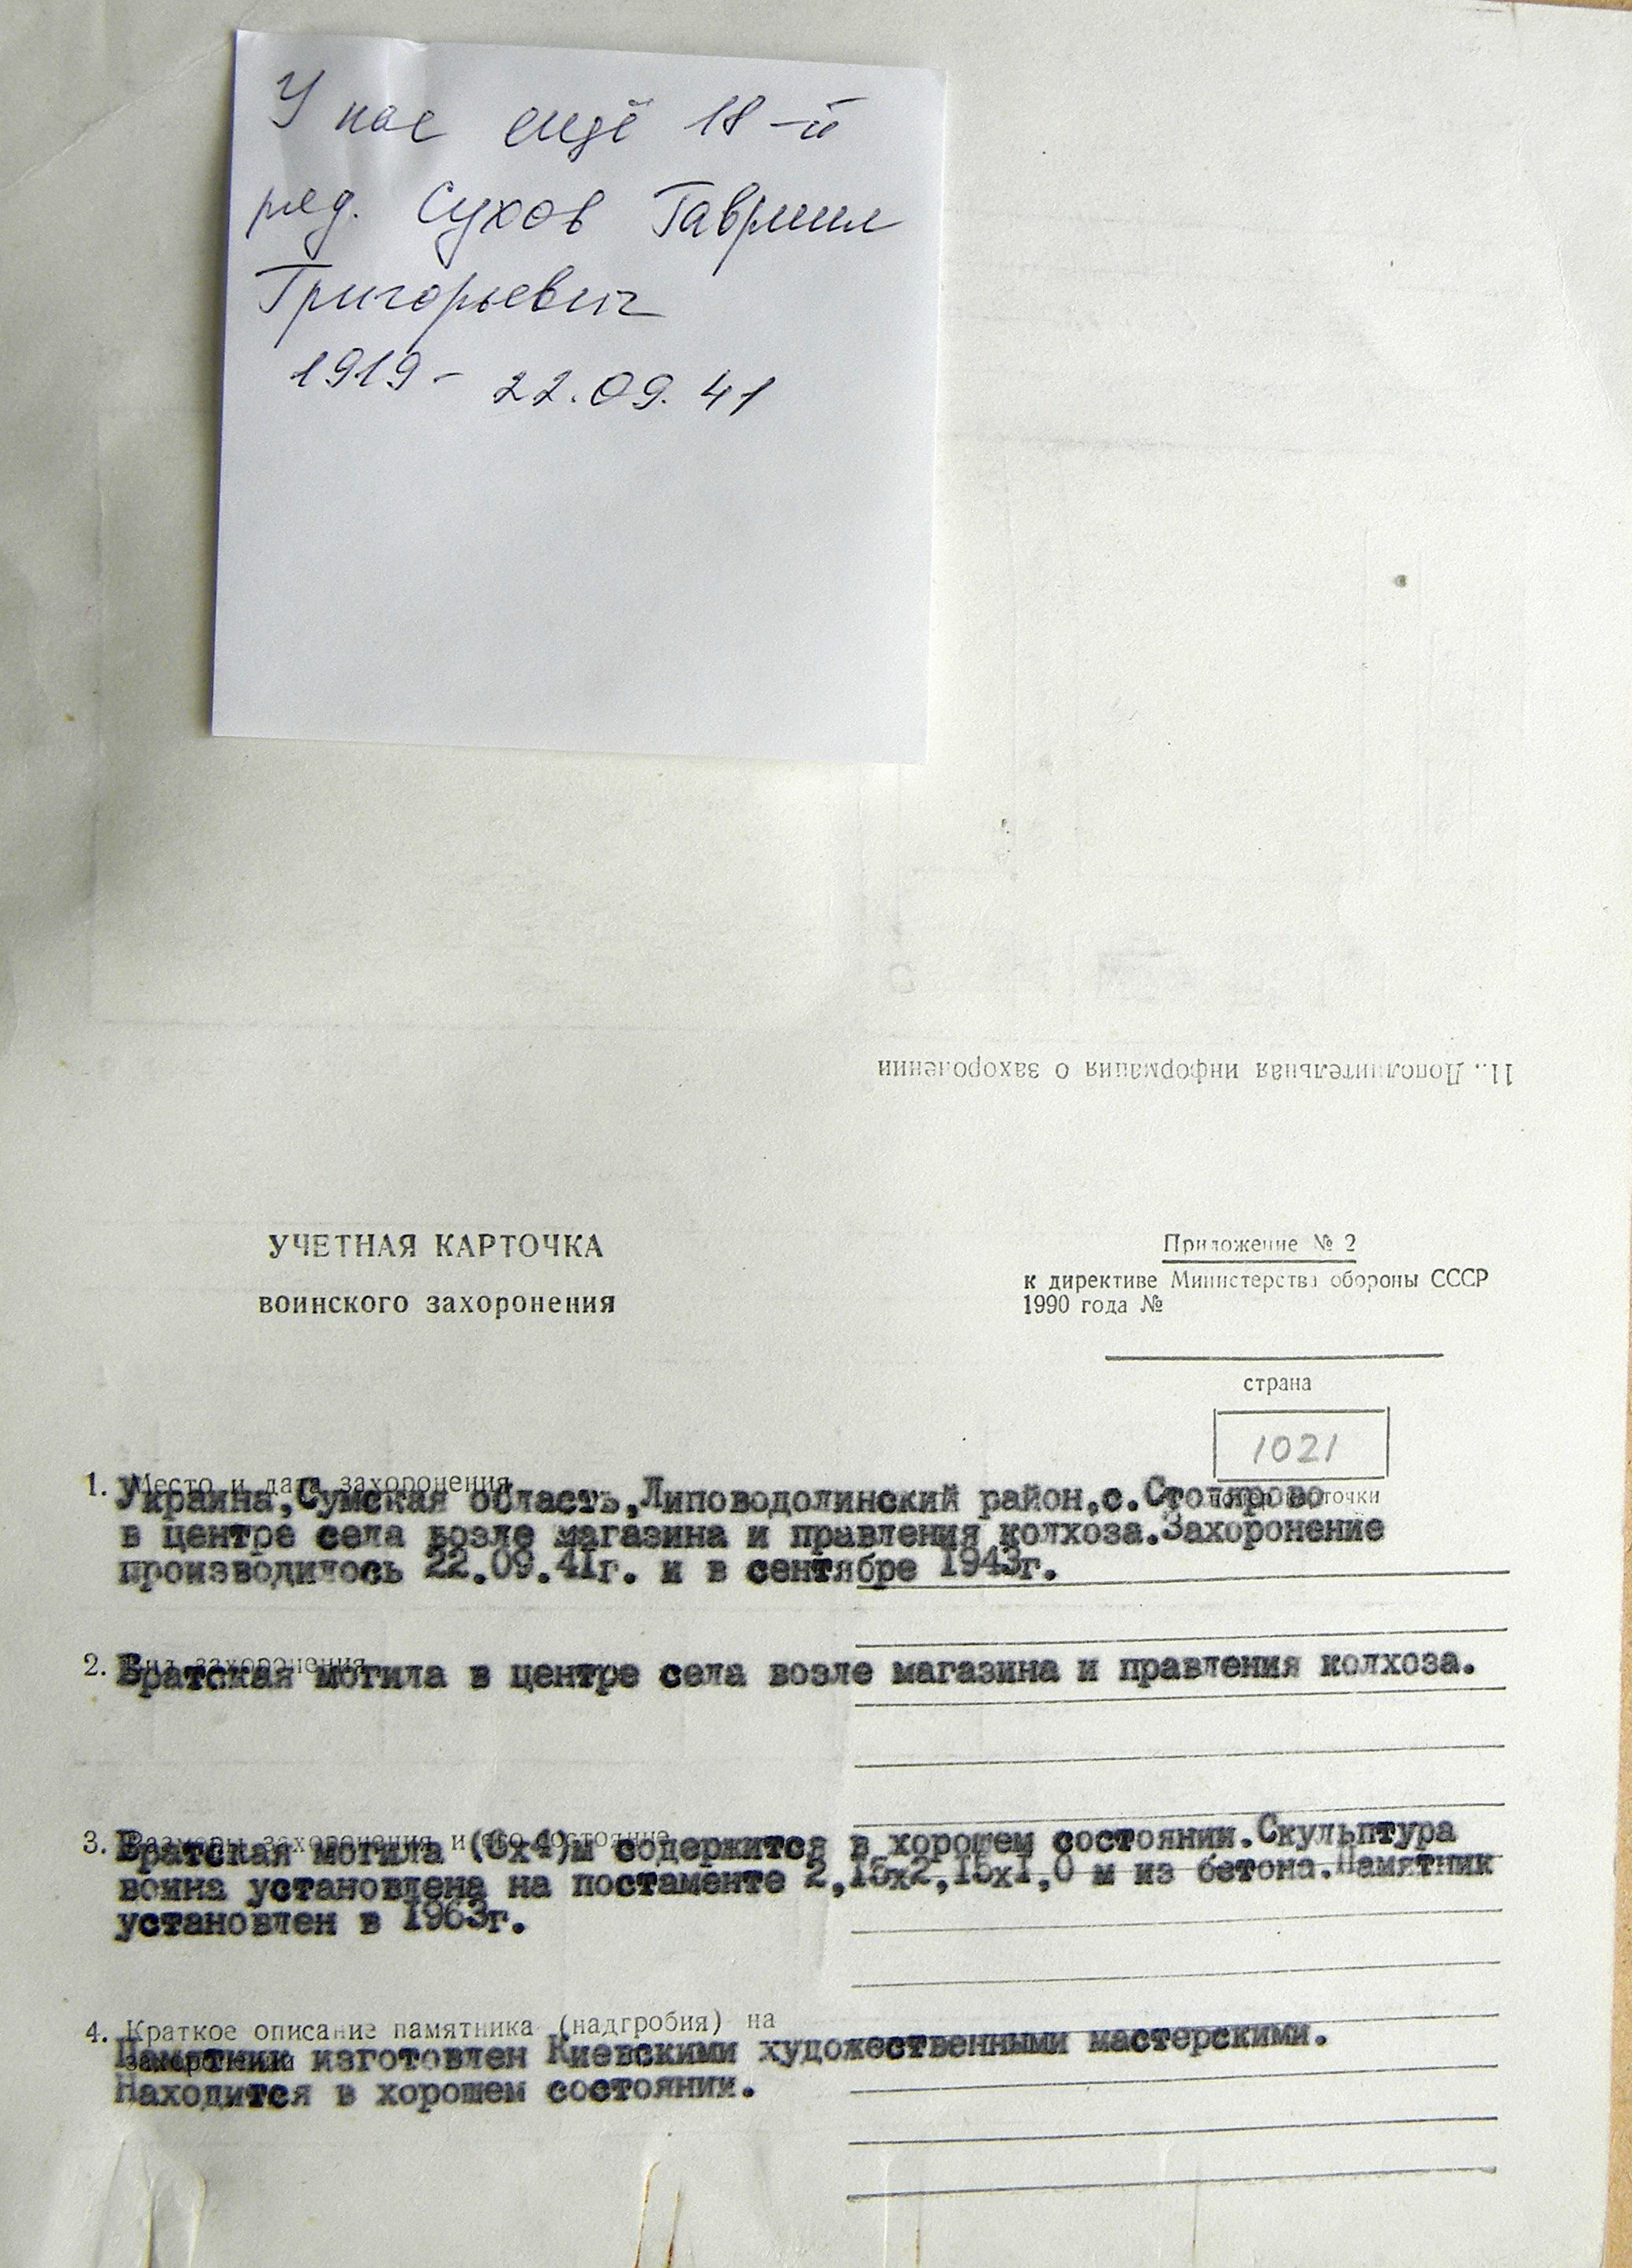 У нас ещё 18-й
ряд. Сухов Гавриил
Григорьевич
1919 - 22.09.41
11. Дополнительная информация о захоронении
УЧЕТНАЯ КАРТОЧКА
воинского захоронения
Приложение № 2
к директиве Министерства обороны СССР
1990 года №
страна
1021
номер карточки
1. Место и дата захоронения
Украина,Сумская область,Липоводолинский район,с.Столярово
в центре села возле магазина и правления колхоза.Захоронение
производилось 22.09.41г. и в сентябре 1943г.
2. Вид захоронения
Братская могила в центре села возле магазина и правления колхоза.
3. Размеры захоронения и его состояние
Братская могила (6х4)м содержится в хорошем состоянии.Скульптура
воина установлена на постаменте 2,15х2,15х1,0 м из бетона.Памятник
установлен в 1963г.
4. Краткое описание памятника (надгробия) на
захоронении
Памятник изготовлен Киевскими художественными мастерскими.
Находится в хорошем состоянии.